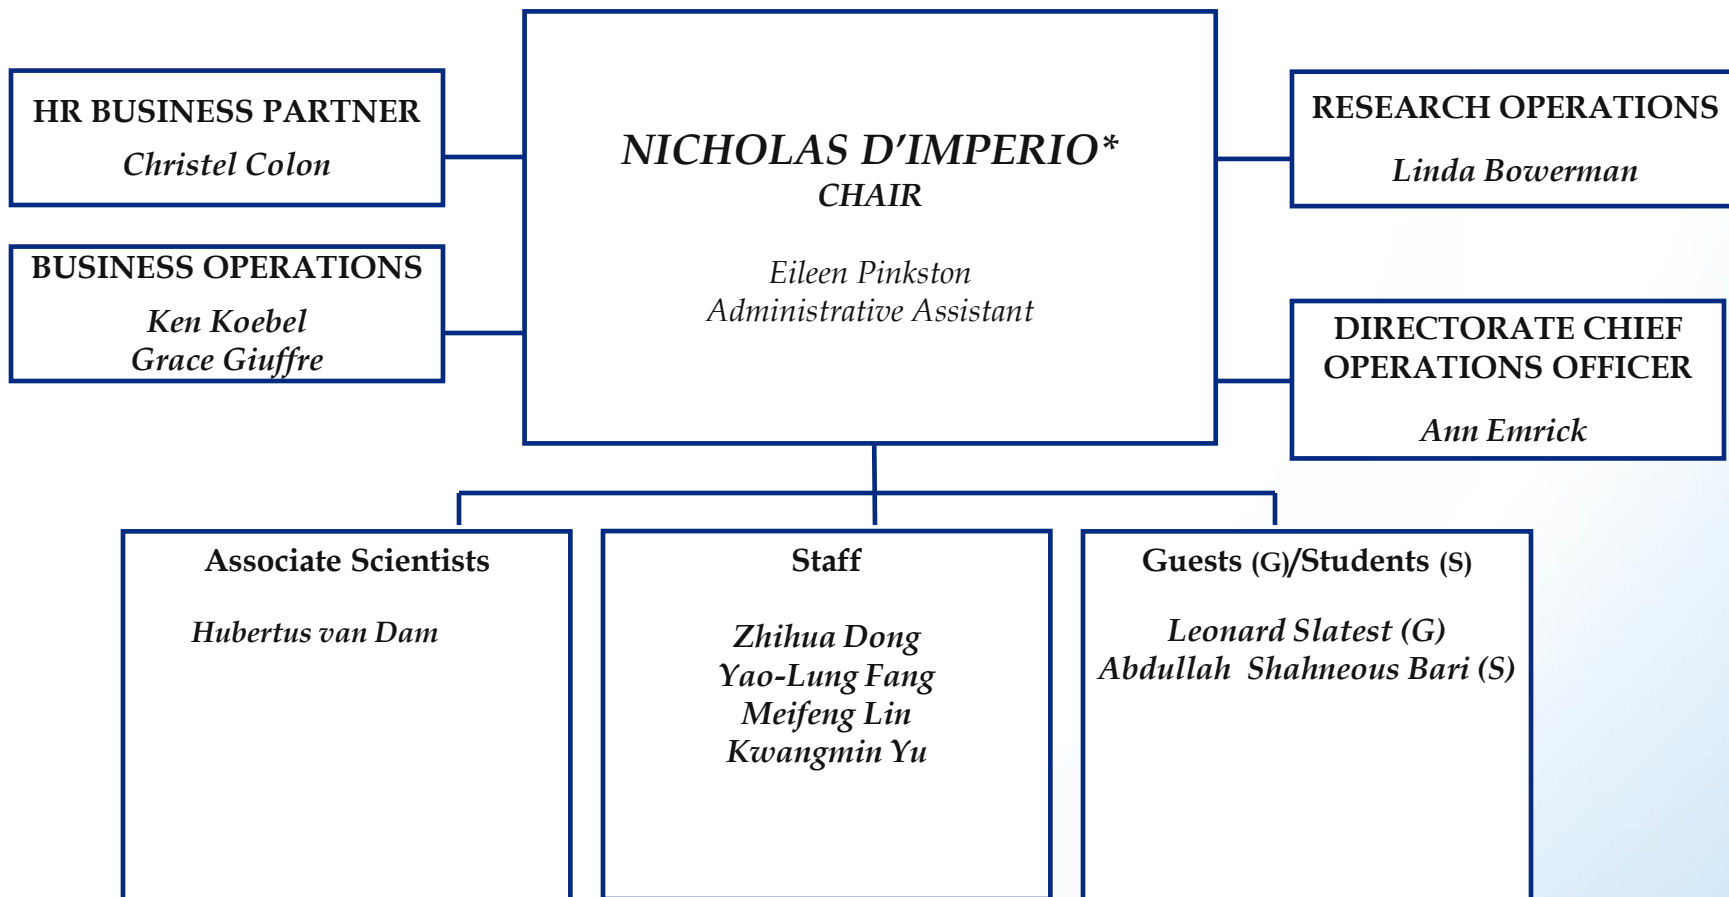 HR BUSINESS PARTNER
Christel Colon
BUSINESS OPERATIONS
Ken Koebel
Grace Giuffre
NICHOLAS D’IMPERIO*
CHAIR
Eileen Pinkston
Administrative Assistant
RESEARCH OPERATIONS
Linda Bowerman
DIRECTORATE CHIEF
OPERATIONS OFFICER
Ann Emrick
Associate Scientists
Hubertus van Dam
Staff
Zhihua Dong
Yao-Lung Fang
Meifeng Lin
Kwangmin Yu
Guests (G)/Students (S)
Leonard Slatest (G)
Abdullah Shahneous Bari (S)